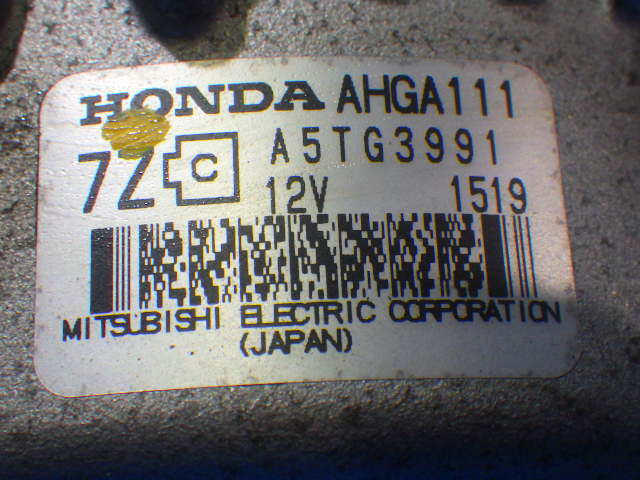 HONDA AHGA111
7Z C A5TG3991
12V 1519
MITSUBISHI ELECTRIC CORPORATION
(JAPAN)